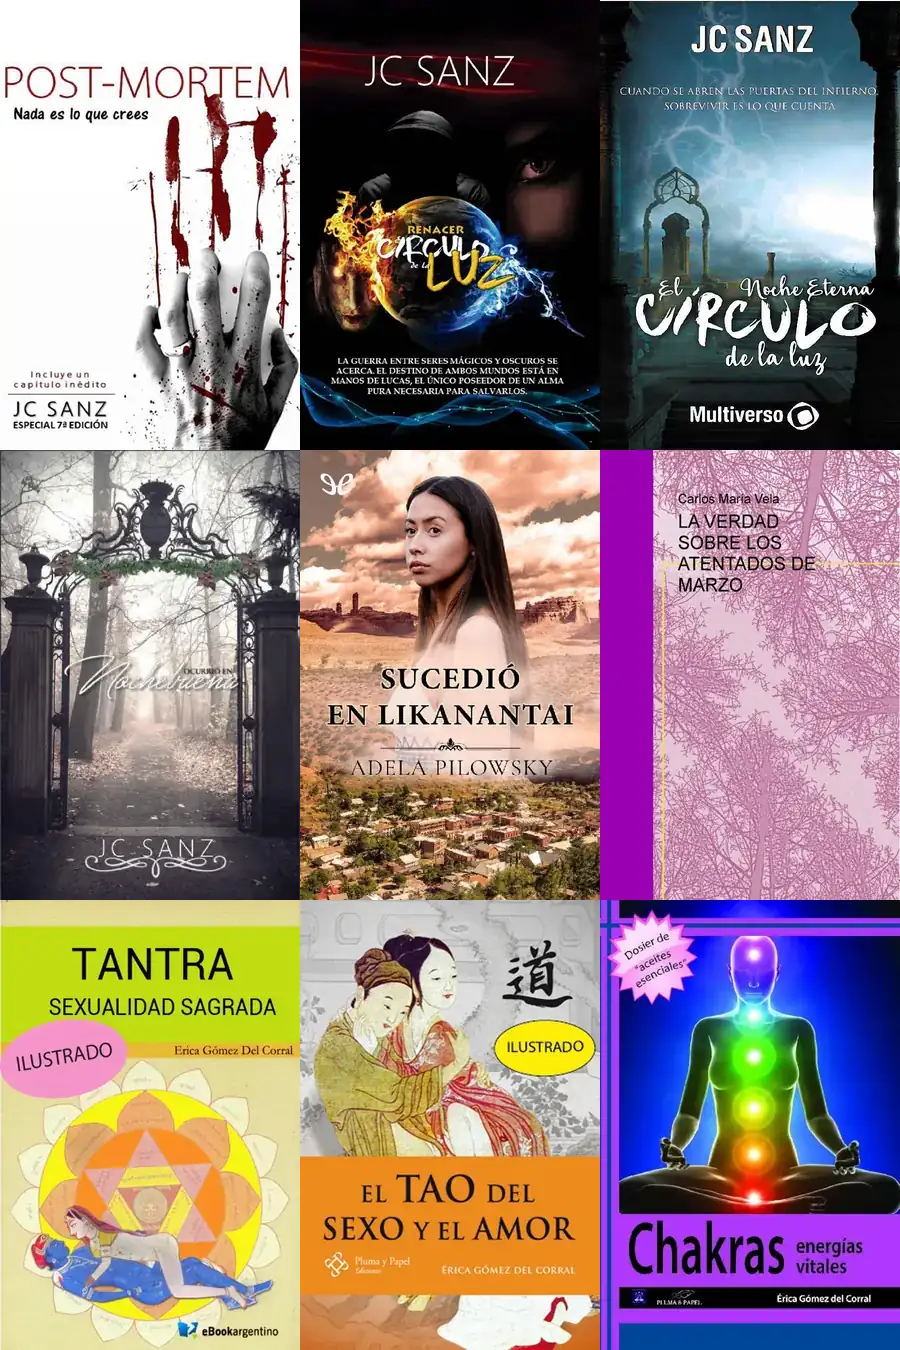 POST-MORTEM
Nada es lo que crees
Incluye un
capítulo inédito
JC SANZ
ESPECIAL 7ª EDICIÓN
JC SANZ
RENACER
CÍRCULO
de la
LUZ
LA GUERRA ENTRE SERES MÁGICOS Y OSCUROS SE
ACERCA. EL DESTINO DE AMBOS MUNDOS ESTÁ EN
MANOS DE LUCAS, EL ÚNICO POSEEDOR DE UN ALMA
PURA NECESARIA PARA SALVARLOS.
JC SANZ
CUANDO SE ABREN LAS PUERTAS DEL INFIERNO,
SOBREVIVIR ES LO QUE CUENTA
El Noche Eterna
CÍRCULO
de la luz
Multiverso
OCURRIÓ EN
Nochebuena
JC SANZ
SUCEDIÓ
EN LIKANANTAI
ADELA PILOWSKY
Carlos María Vela
LA VERDAD
SOBRE LOS
ATENTADOS DE
MARZO
TANTRA
SEXUALIDAD SAGRADA
ILUSTRADO
Erica Gómez Del Corral
eBookargentino
道
ILUSTRADO
EL TAO DEL
SEXO Y EL AMOR
Pluma y Papel
Ediciones
ÉRICA GÓMEZ DEL CORRAL
Dosier de
"aceites
esenciales"
Chakras energías
vitales
PLUMA & PAPEL
Érica Gómez del Corral